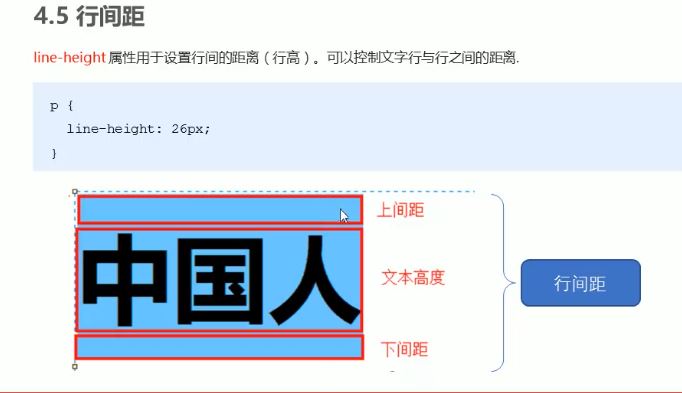 4.5 行间距
line-height 属性用于设置行间的距离（行高）。可以控制文字行与行之间的距离.
p {
line-height: 26px;
}
上间距
中国人
文本高度
行间距
下间距